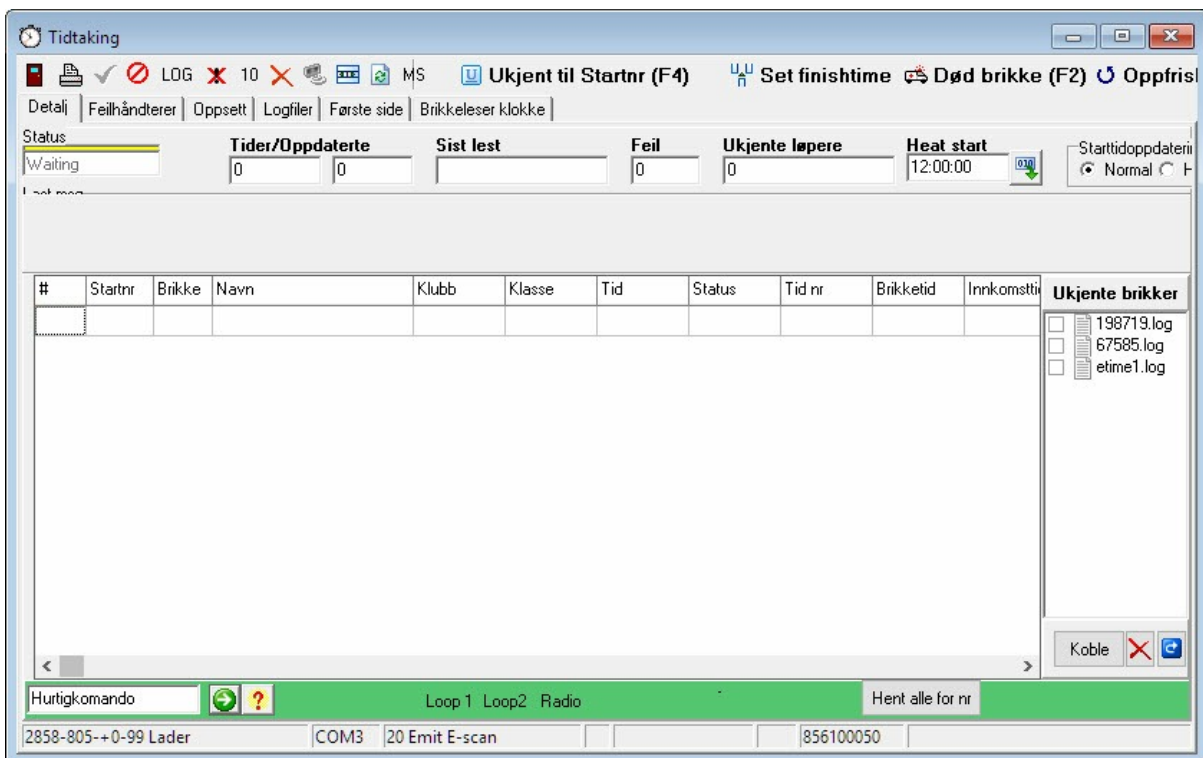 Tidtaking
LOG 10 MS Ukjent til Startnr (F4) Set finishtime Død brikke (F2)
Detalj Feilhåndterer Oppsett Logfiler Første side Brikkeleser klokke
Status Tider/Oppdaterte Sist lest Feil Ukjente løpere Heat start
Waiting 0 0 0 0 12:00:00 Normal
# Startnr Brikke Navn Klubb Klasse Tid Status Tid nr Brikketid Ukjente brikker
198719.log
67585.log
etime1.log
Koble
Hurtigkomando ? Loop 1 Loop2 Radio Hent alle for nr
2858-805-+0-99 Lader COM3 20 Emit E-scan 856100050